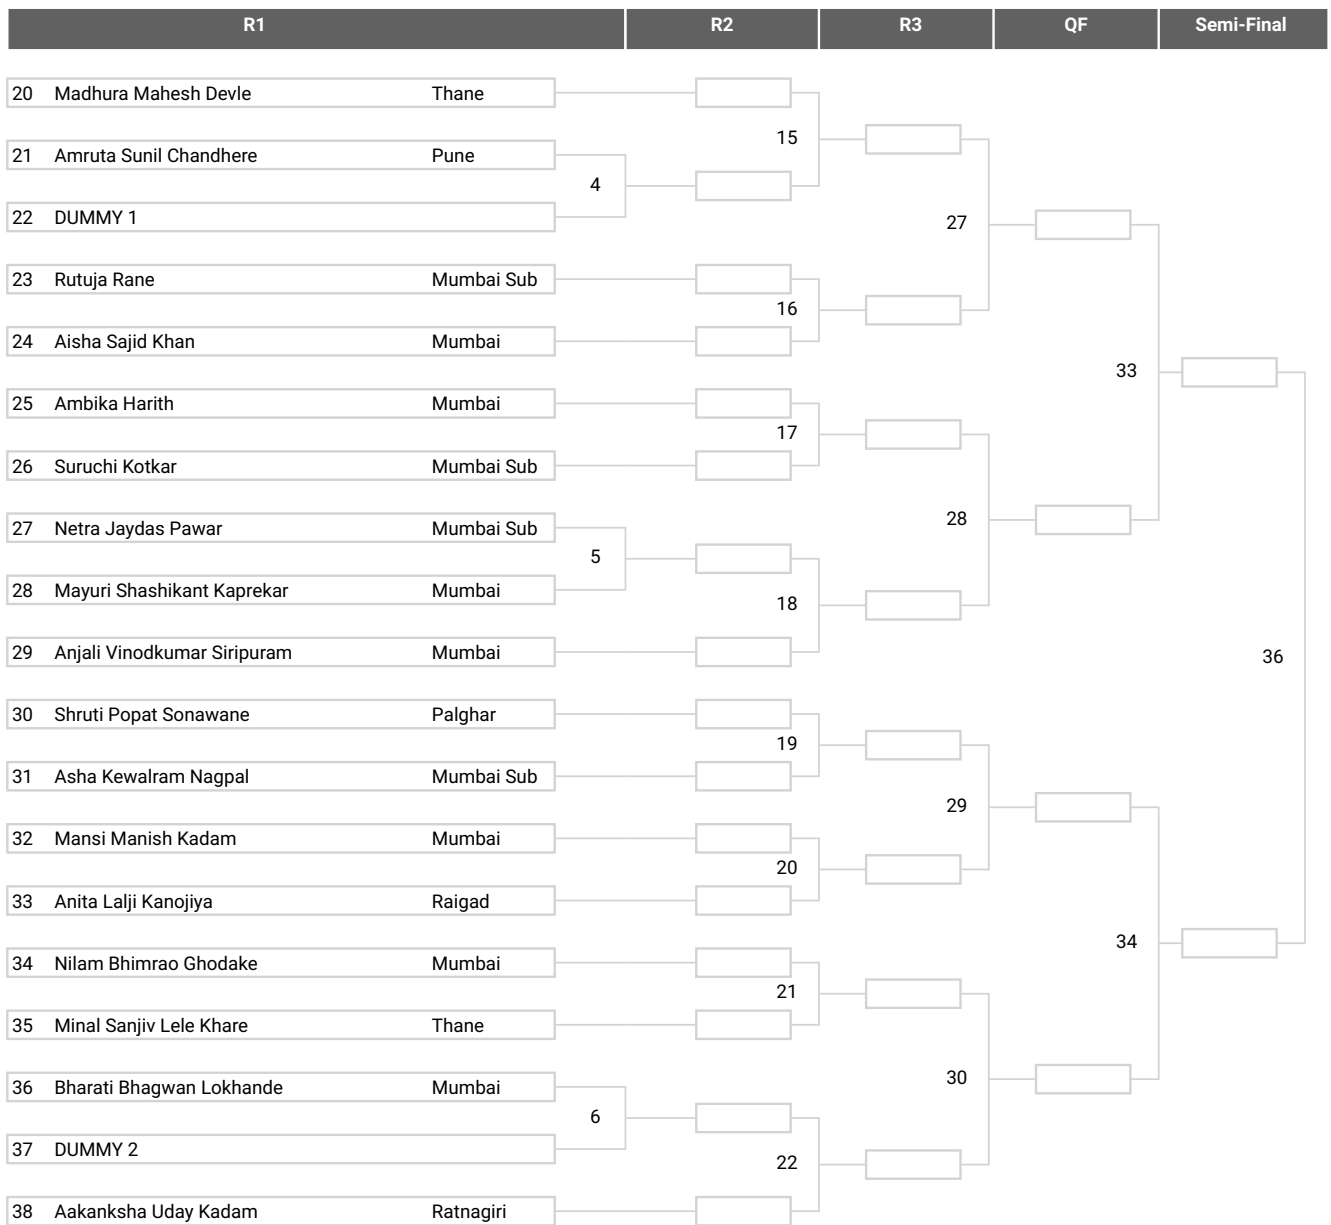 R1 R2 R3 QF Semi-Final
20 Madhura Mahesh Devle Thane
15
21 Amruta Sunil Chandhere Pune
4
22 DUMMY 1
27
23 Rutuja Rane Mumbai Sub
16
24 Aisha Sajid Khan Mumbai
33
25 Ambika Harith Mumbai
17
26 Suruchi Kotkar Mumbai Sub
28
27 Netra Jaydas Pawar Mumbai Sub
5
28 Mayuri Shashikant Kaprekar Mumbai
18
29 Anjali Vinodkumar Siripuram Mumbai
36
30 Shruti Popat Sonawane Palghar
19
31 Asha Kewalram Nagpal Mumbai Sub
29
32 Mansi Manish Kadam Mumbai
20
33 Anita Lalji Kanojiya Raigad
34
34 Nilam Bhimrao Ghodake Mumbai
21
35 Minal Sanjiv Lele Khare Thane
30
36 Bharati Bhagwan Lokhande Mumbai
6
37 DUMMY 2
22
38 Aakanksha Uday Kadam Ratnagiri